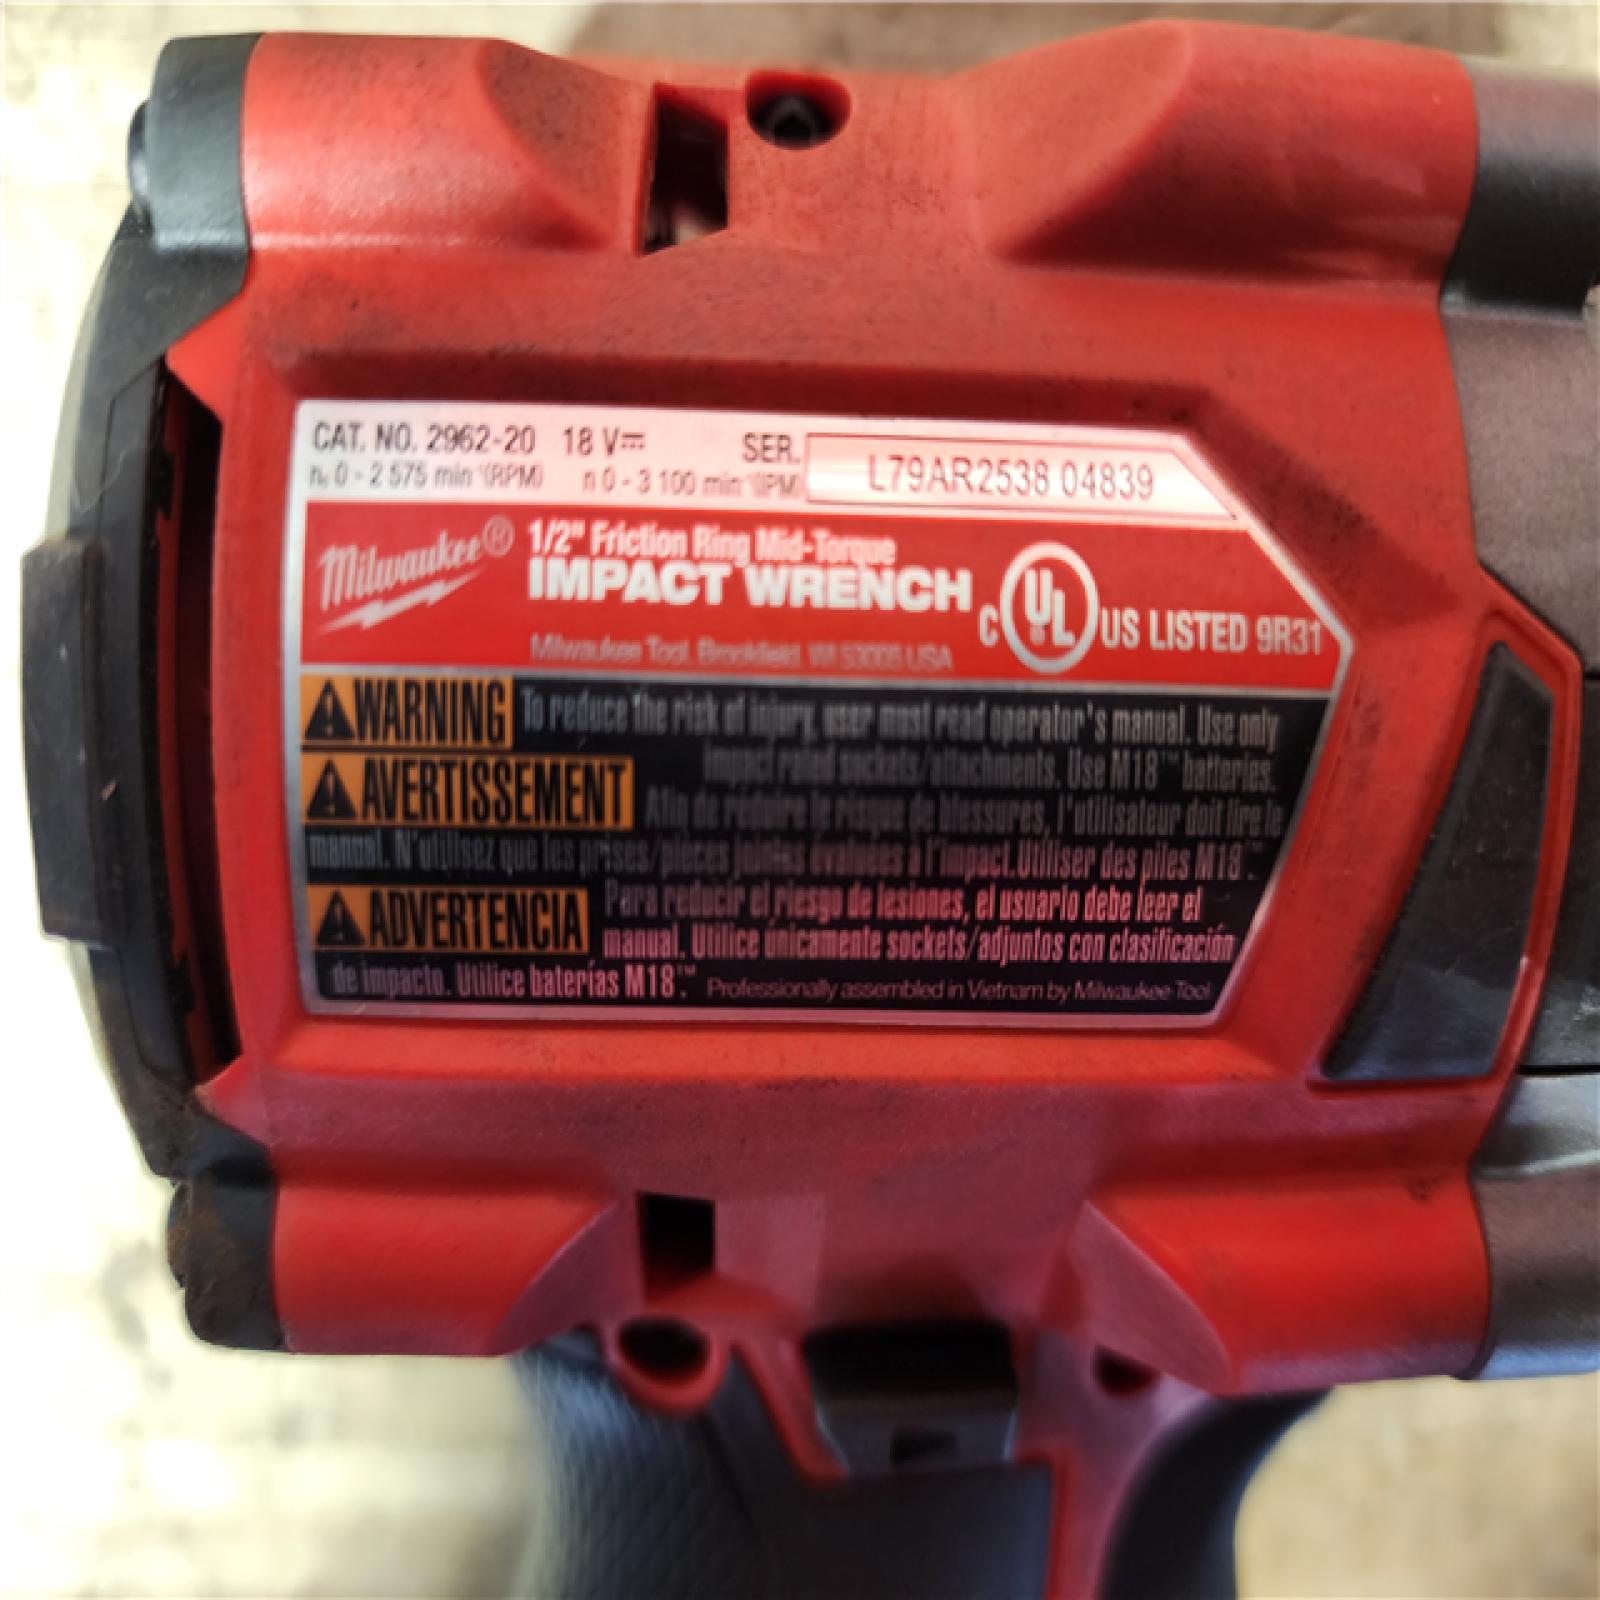 CAT. NO. 2962-20 18 V⎓ SER. L79AR2538 04839
n₀ 0 - 2 575 min⁻¹(RPM) n 0 - 3 100 min⁻¹(IPM)
Milwaukee® 1/2" Friction Ring Mid-Torque
IMPACT WRENCH
C UL® US LISTED 9R31
Milwaukee Tool, Brookfield, WI 53005 USA
WARNING To reduce the risk of injury, user must read operator's manual. Use only
impact rated sockets/attachments. Use M18™ batteries.
AVERTISSEMENT Afin de réduire le risque de blessures, l'utilisateur doit lire le
manual. N'utilisez que les prises/pieces jointes évaluées à l'impact.Utiliser des piles M18™.
ADVERTENCIA Para reducir el riesgo de lesiones, el usuario debe leer el
manual. Utilice únicamente sockets/adjuntos con clasificación
de impacto. Utilice baterías M18™. Professionally assembled in Vietnam by Milwaukee Tool